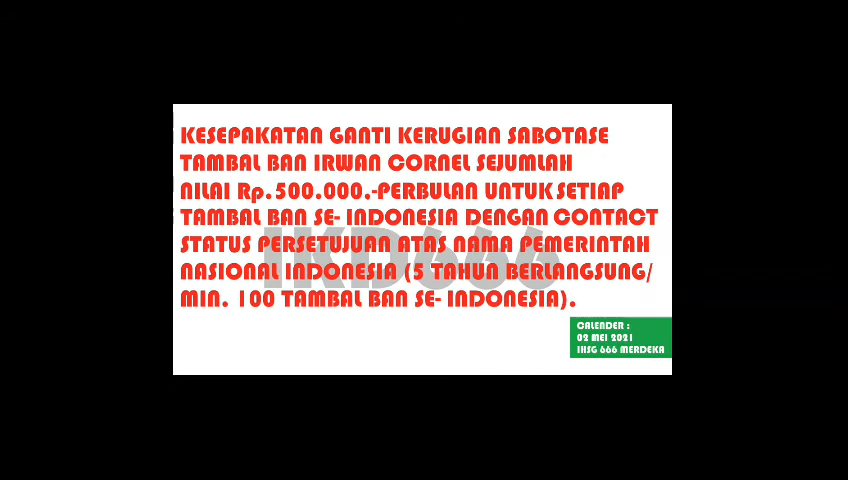 KESEPAKATAN GANTI KERUGIAN SABOTASE
TAMBAL BAN IRWAN CORNEL SEJUMLAH
NILAI Rp.500.000,-PERBULAN UNTUK SETIAP
TAMBAL BAN SE- INDONESIA DENGAN CONTACT
STATUS PERSETUJUAN ATAS NAMA PEMERINTAH
NASIONAL INDONESIA (5 TAHUN BERLANGSUNG/
MIN. 100 TAMBAL BAN SE- INDONESIA).
IKD666
CALENDER :
02 MEI 2021
IHSG 666 MERDEKA